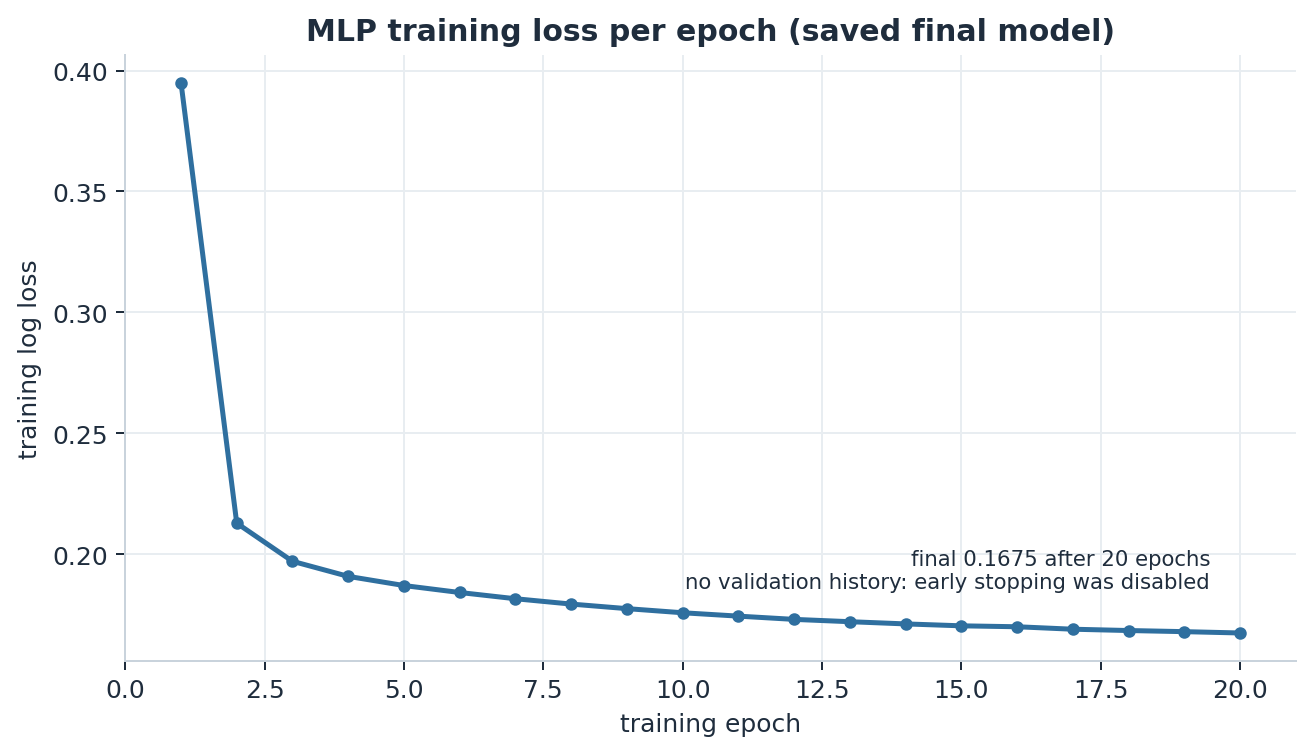 MLP training loss per epoch (saved final model)
0.40
0.35
0.30
0.25
0.20
training log loss
final 0.1675 after 20 epochs
no validation history: early stopping was disabled
0.0 2.5 5.0 7.5 10.0 12.5 15.0 17.5 20.0
training epoch